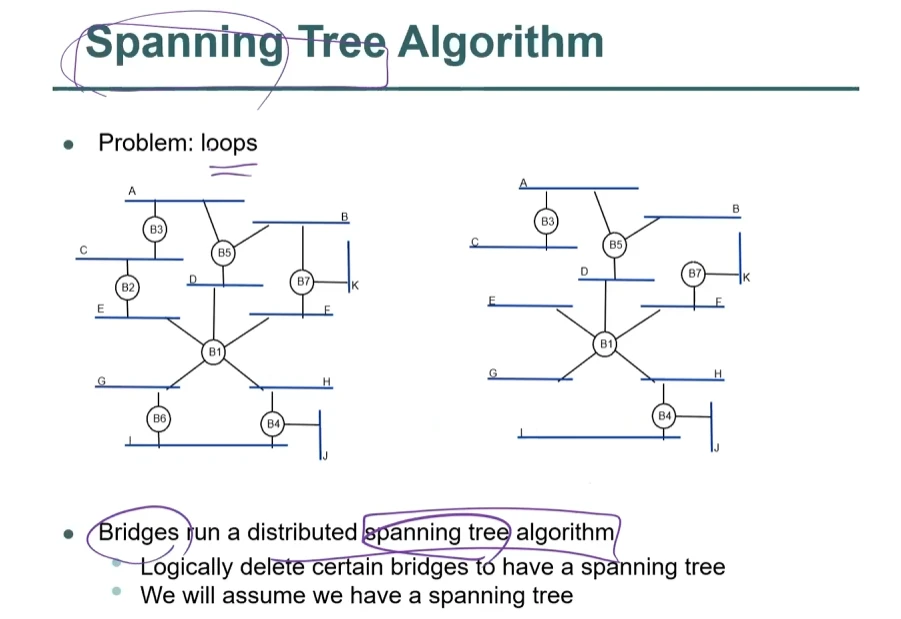 Spanning Tree Algorithm
Problem: loops
A
B3
B
C
B5
B2
D
B7
K
E
F
B1
G
H
B6
B4
I
J
A
B3
B
C
B5
D
B7
K
E
F
B1
G
H
B4
I
J
Bridges run a distributed spanning tree algorithm
Logically delete certain bridges to have a spanning tree
We will assume we have a spanning tree